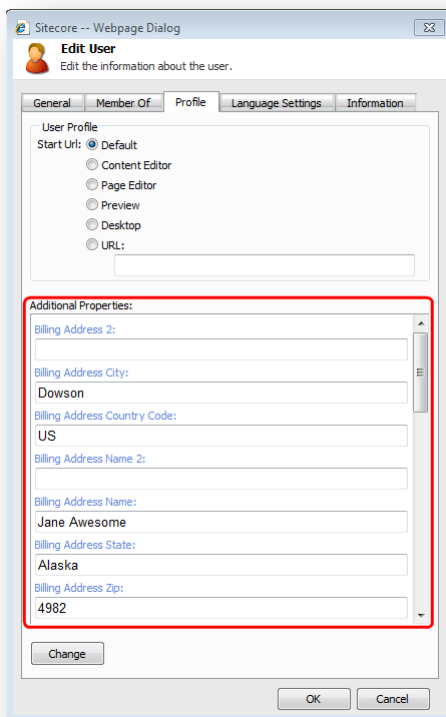 Sitecore -- Webpage Dialog
Edit User
Edit the information about the user.
General Member Of Profile Language Settings Information
User Profile
Start Url: Default
Content Editor
Page Editor
Preview
Desktop
URL:
Additional Properties:
Billing Address 2:
Billing Address City:
Dowson
Billing Address Country Code:
US
Billing Address Name 2:
Billing Address Name:
Jane Awesome
Billing Address State:
Alaska
Billing Address Zip:
4982
Change
OK Cancel